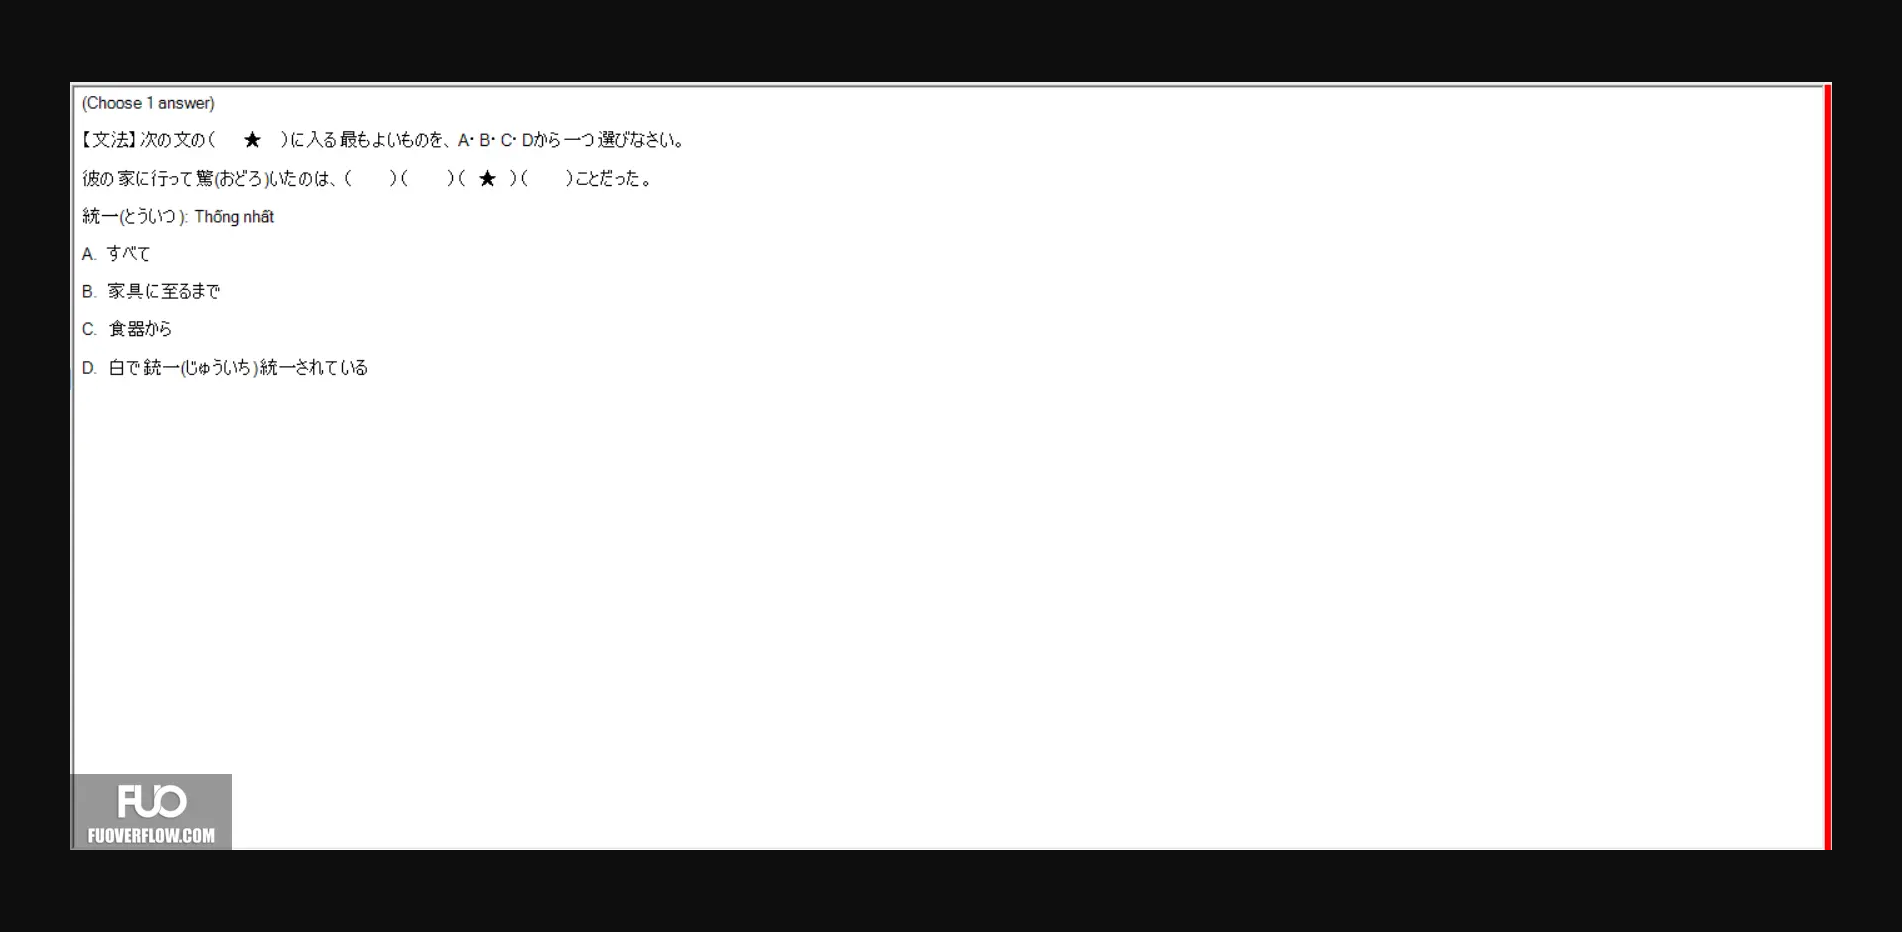 (Choose 1 answer)
【文法】次の文の(　★　)に入る最もよいものを、A・B・C・Dから一つ選びなさい。
彼の家に行って驚(おどろ)いたのは、(　　)(　　)( ★ )(　　)ことだった。
統一(とういつ): Thống nhất
A. すべて
B. 家具に至るまで
C. 食器から
D. 白で銃一(じゅういち)統一されている
FUO
FUOVERFLOW.COM